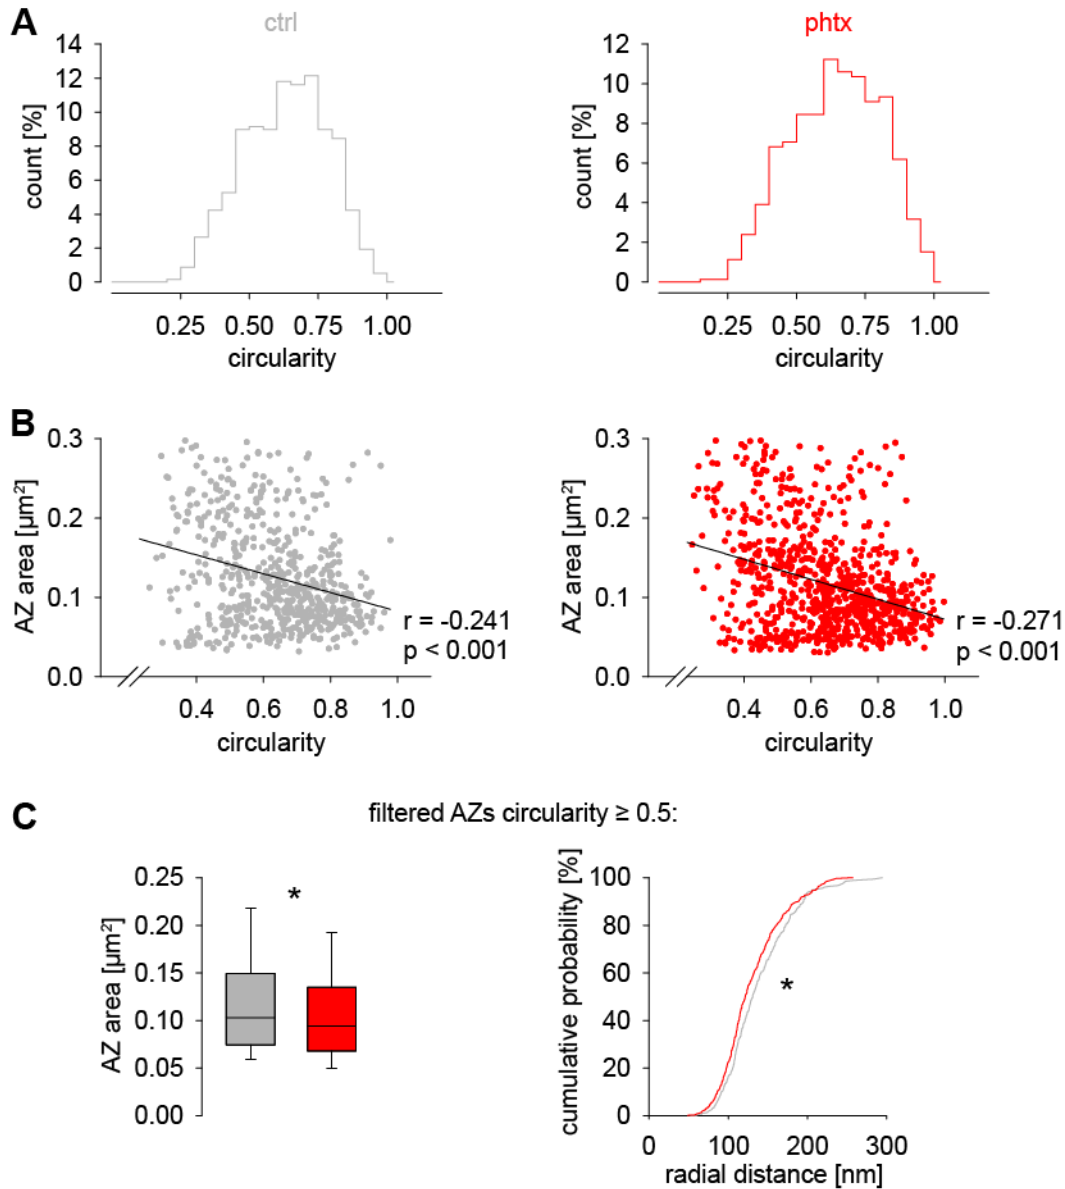 A
ctrl
phtx
14
12
10
8
6
4
2
0
count [%]
0.25 0.50 0.75 1.00
circularity
12
10
8
6
4
2
0
count [%]
0.25 0.50 0.75 1.00
circularity
B
0.3
0.2
0.1
0.0
AZ area [µm²]
r = -0.241
p < 0.001
0.4 0.6 0.8 1.0
circularity
0.3
0.2
0.1
0.0
AZ area [µm²]
r = -0.271
p < 0.001
0.4 0.6 0.8 1.0
circularity
C
filtered AZs circularity ≥ 0.5:
0.25
0.20
0.15
0.10
0.05
0.00
AZ area [µm²]
*
100
80
60
40
20
0
cumulative probability [%]
*
0 100 200 300
radial distance [nm]